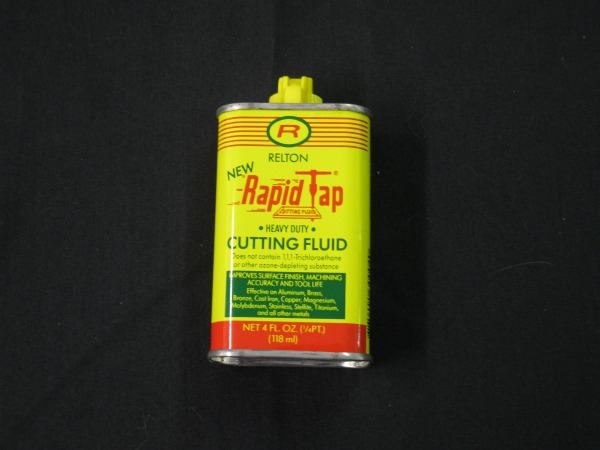 R
RELTON
NEW
Rapid Tap®
CUTTING FLUID
• HEAVY DUTY •
CUTTING FLUID
Does not contain 1,1,1-Trichloroethane
or other ozone-depleting substance
IMPROVES SURFACE FINISH, MACHINING
ACCURACY AND TOOL LIFE
Effective on Aluminum, Brass,
Bronze, Cast Iron, Copper, Magnesium,
Molybdenum, Stainless, Stellite, Titanium,
and all other metals
NET 4 FL. OZ. (¼PT.)
(118 ml)